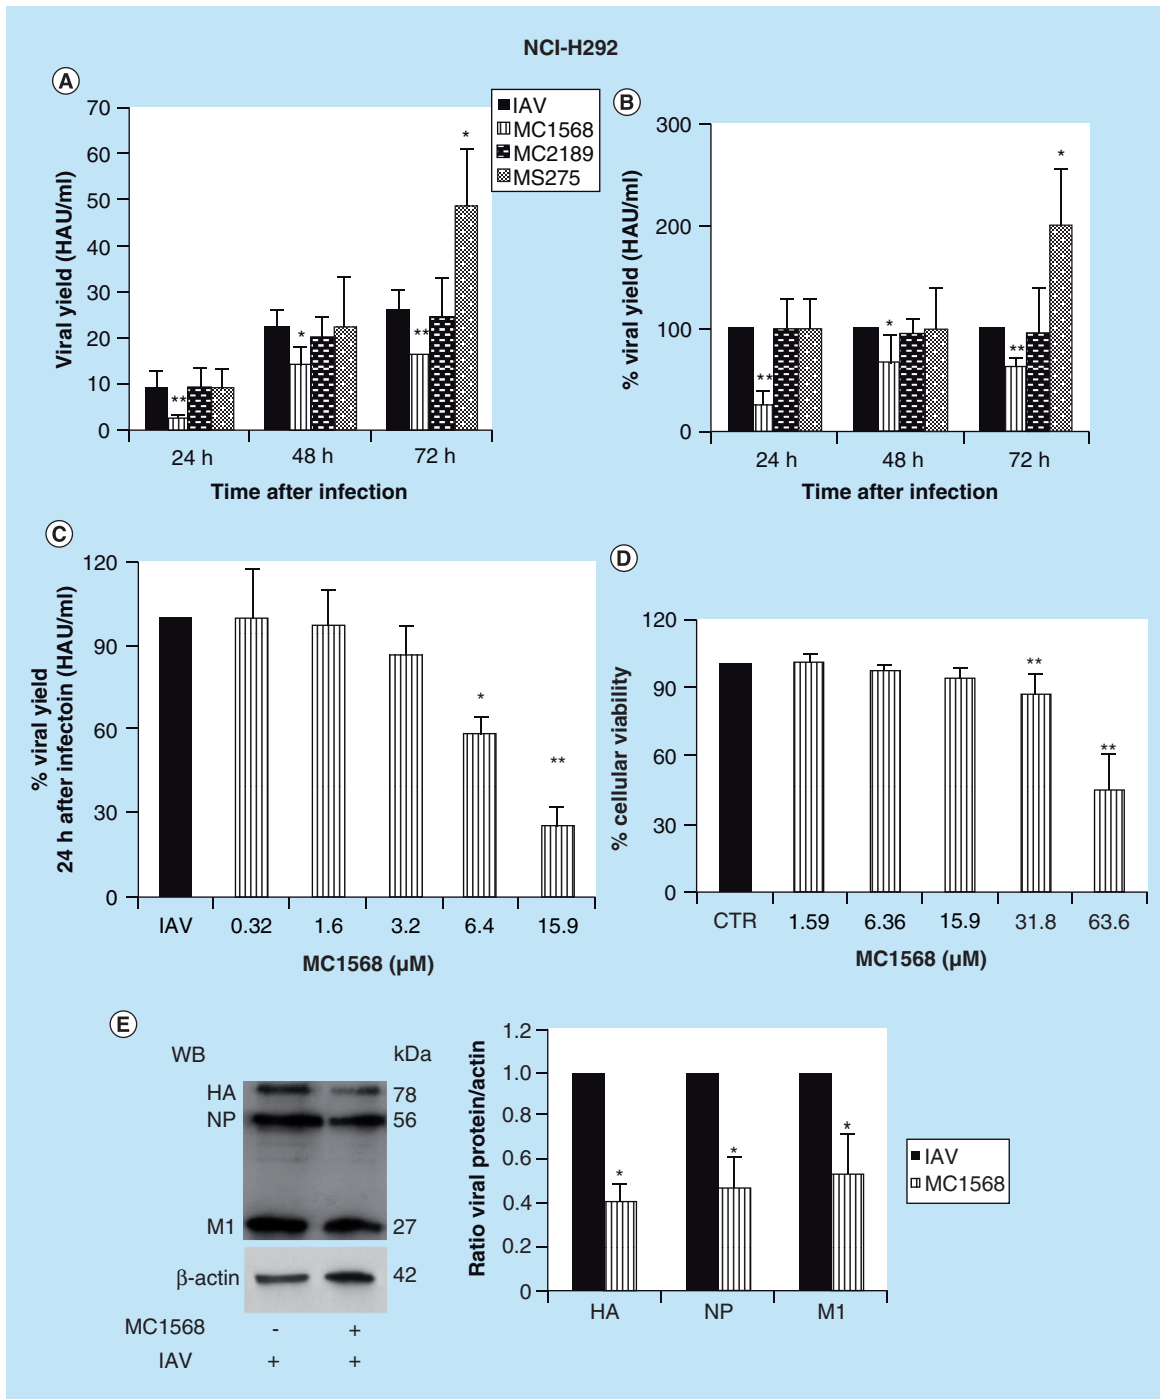 NCI-H292
A
Viral yield (HAU/ml)
70
60
50
40
30
20
10
0
*
**
*
**
24 h
48 h
72 h
Time after infection
IAV
MC1568
MC2189
MS275
B
% viral yield (HAU/ml)
300
200
100
0
*
**
*
**
24 h
48 h
72 h
Time after infection
C
% viral yield
24 h after infectoin (HAU/ml)
120
90
60
30
0
*
**
IAV
0.32
1.6
3.2
6.4
15.9
MC1568 (µM)
D
% cellular viability
120
90
60
30
0
**
**
CTR
1.59
6.36
15.9
31.8
63.6
MC1568 (µM)
E
WB
kDa
HA
78
NP
56
M1
27
β-actin
42
MC1568
- +
IAV
+ +
Ratio viral protein/actin
1.2
1.0
0.8
0.6
0.4
0.2
0
*
*
*
HA
NP
M1
IAV
MC1568